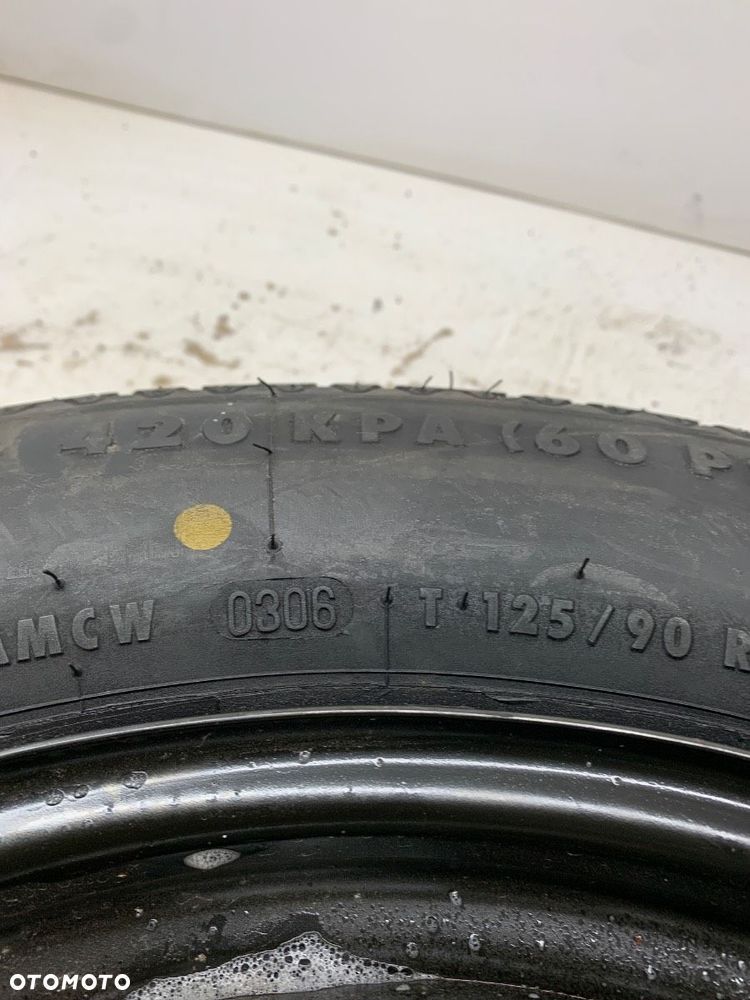 420 KPA (60 P
AMCW 0306 T 125/90 R
OTOMOTO